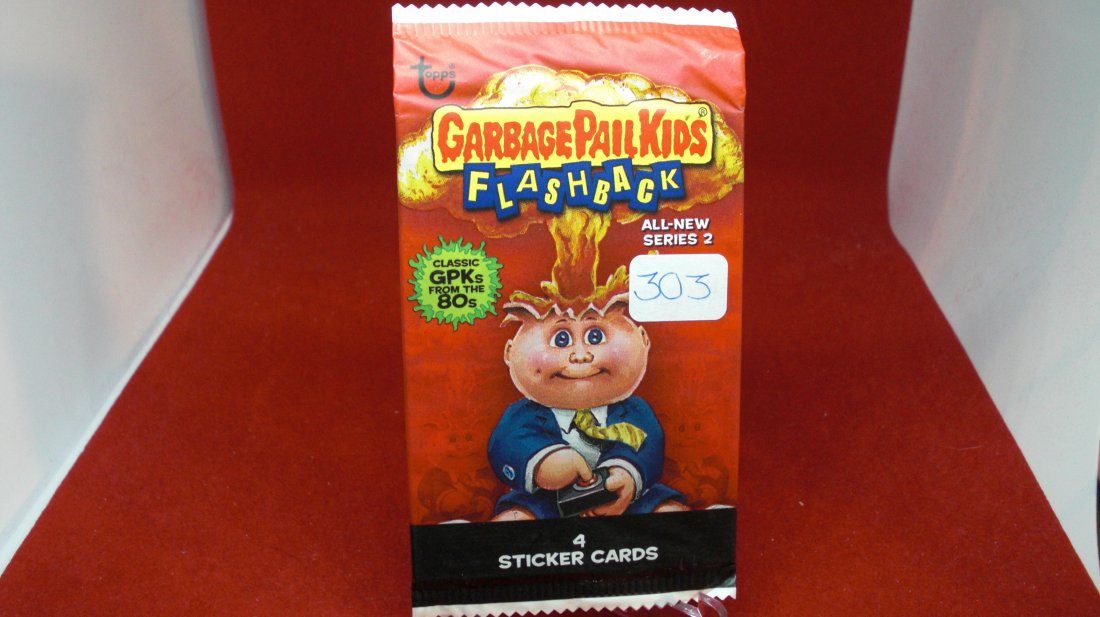 topps®
GARBAGE PAIL KIDS®
FLASHBACK
ALL-NEW
SERIES 2
CLASSIC
GPKs
FROM THE
80s
303
4
STICKER CARDS